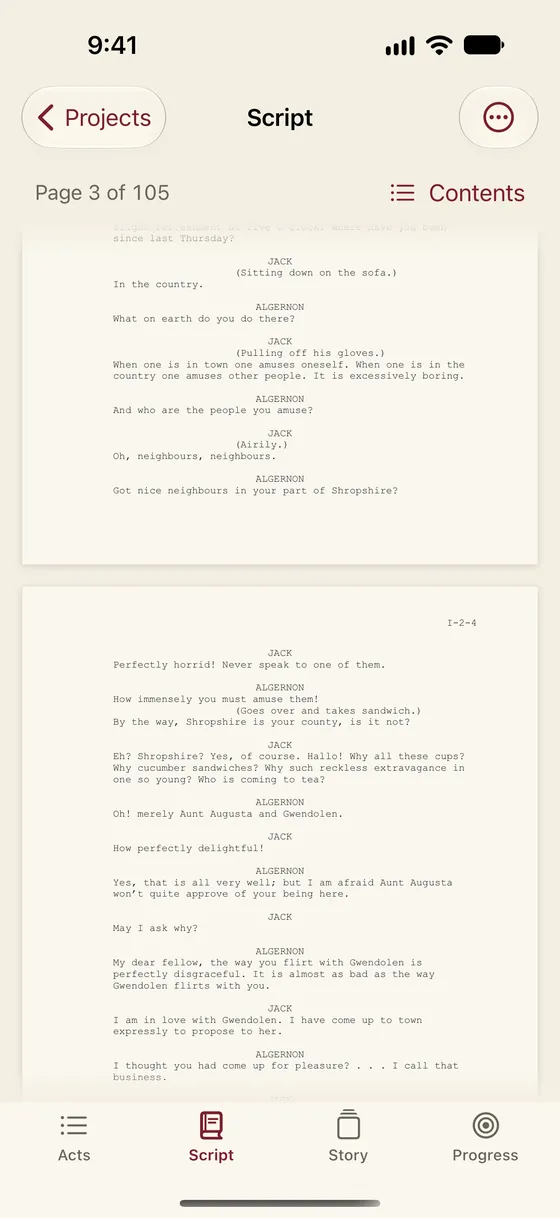 9:41
Projects
Script
Page 3 of 105
Contents
since last Thursday?
JACK
(Sitting down on the sofa.)
In the country.
ALGERNON
What on earth do you do there?
JACK
(Pulling off his gloves.)
When one is in town one amuses oneself. When one is in the
country one amuses other people. It is excessively boring.
ALGERNON
And who are the people you amuse?
JACK
(Airily.)
Oh, neighbours, neighbours.
ALGERNON
Got nice neighbours in your part of Shropshire?
I-2-4
JACK
Perfectly horrid! Never speak to one of them.
ALGERNON
How immensely you must amuse them!
(Goes over and takes sandwich.)
By the way, Shropshire is your county, is it not?
JACK
Eh? Shropshire? Yes, of course. Hallo! Why all these cups?
Why cucumber sandwiches? Why such reckless extravagance in
one so young? Who is coming to tea?
ALGERNON
Oh! merely Aunt Augusta and Gwendolen.
JACK
How perfectly delightful!
ALGERNON
Yes, that is all very well; but I am afraid Aunt Augusta
won’t quite approve of your being here.
JACK
May I ask why?
ALGERNON
My dear fellow, the way you flirt with Gwendolen is
perfectly disgraceful. It is almost as bad as the way
Gwendolen flirts with you.
JACK
I am in love with Gwendolen. I have come up to town
expressly to propose to her.
ALGERNON
I thought you had come up for pleasure? . . . I call that
business.
Acts
Script
Story
Progress